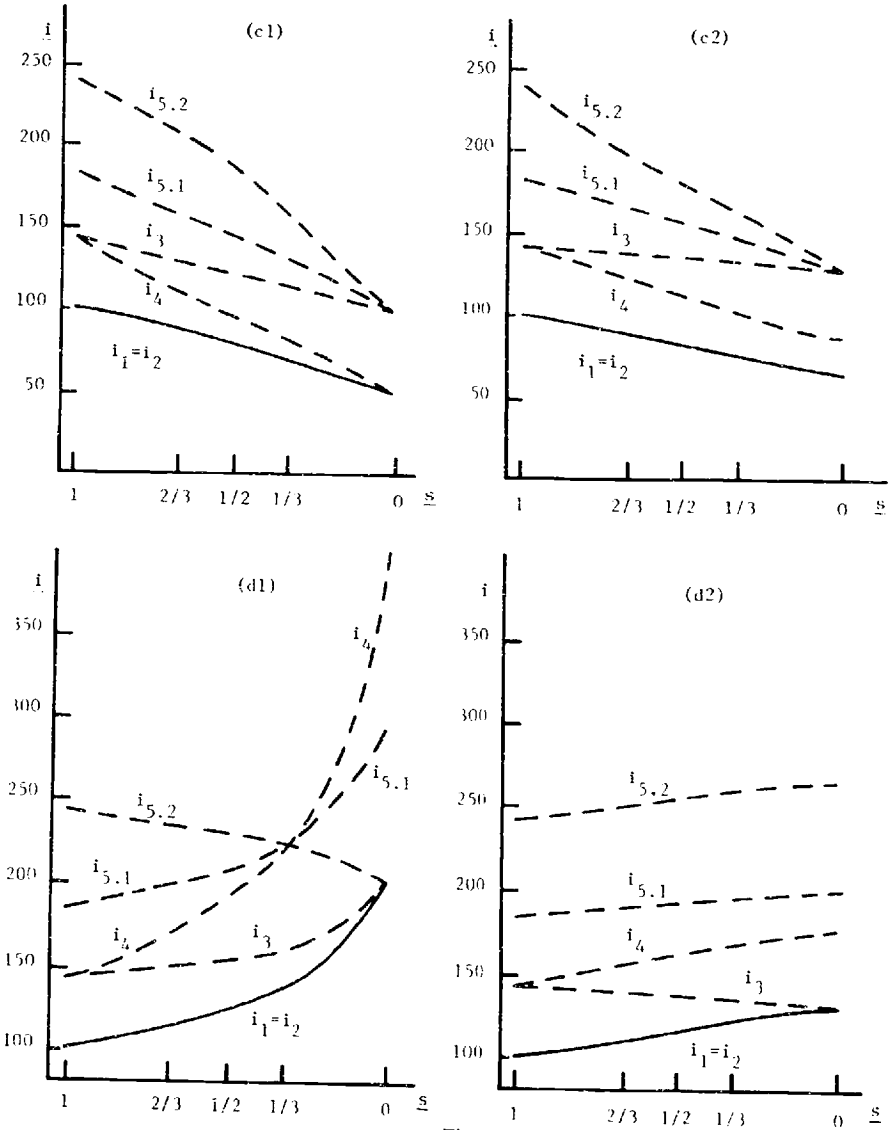 i (c1)
250
i5.2
200
i5.1
150
i3
100
i4
i1=i2
50
1 2/3 1/2 1/3 0 s
i (c2)
250
i5.2
200
i5.1
150
i3
i4
100
i1=i2
50
1 2/3 1/2 1/3 0 s
i (d1)
350
i4
300
i5.1
250
i5.2
200
i5.1
i4
i3
150
i1=i2
100
1 2/3 1/2 1/3 0 s
i (d2)
350
300
i5.2
250
200
i5.1
i4
150
i3
100
i1=i2
1 2/3 1/2 1/3 0 s